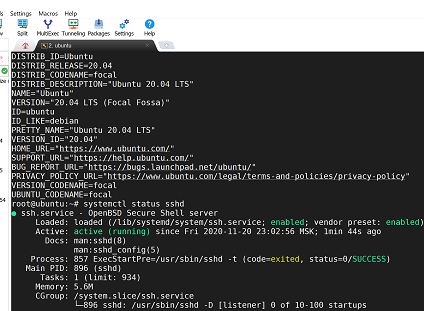 ls Settings Macros Help
w Split MultiExec Tunneling Packages Settings Help
2. ubuntu
DISTRIB_ID=Ubuntu
DISTRIB_RELEASE=20.04
DISTRIB_CODENAME=focal
DISTRIB_DESCRIPTION="Ubuntu 20.04 LTS"
NAME="Ubuntu"
VERSION="20.04 LTS (Focal Fossa)"
ID=ubuntu
ID_LIKE=debian
PRETTY_NAME="Ubuntu 20.04 LTS"
VERSION_ID="20.04"
HOME_URL="https://www.ubuntu.com/"
SUPPORT_URL="https://help.ubuntu.com/"
BUG_REPORT_URL="https://bugs.launchpad.net/ubuntu/"
PRIVACY_POLICY_URL="https://www.ubuntu.com/legal/terms-and-policies/privacy-policy"
VERSION_CODENAME=focal
UBUNTU_CODENAME=focal
root@ubuntu:~# systemctl status sshd
● ssh.service - OpenBSD Secure Shell server
Loaded: loaded (/lib/systemd/system/ssh.service; enabled; vendor preset: enabled)
Active: active (running) since Fri 2020-11-20 23:02:56 MSK; 1min 44s ago
Docs: man:sshd(8)
man:sshd_config(5)
Process: 857 ExecStartPre=/usr/sbin/sshd -t (code=exited, status=0/SUCCESS)
Main PID: 896 (sshd)
Tasks: 1 (limit: 934)
Memory: 5.6M
CGroup: /system.slice/ssh.service
└─896 sshd: /usr/sbin/sshd -D [listener] 0 of 10-100 startups